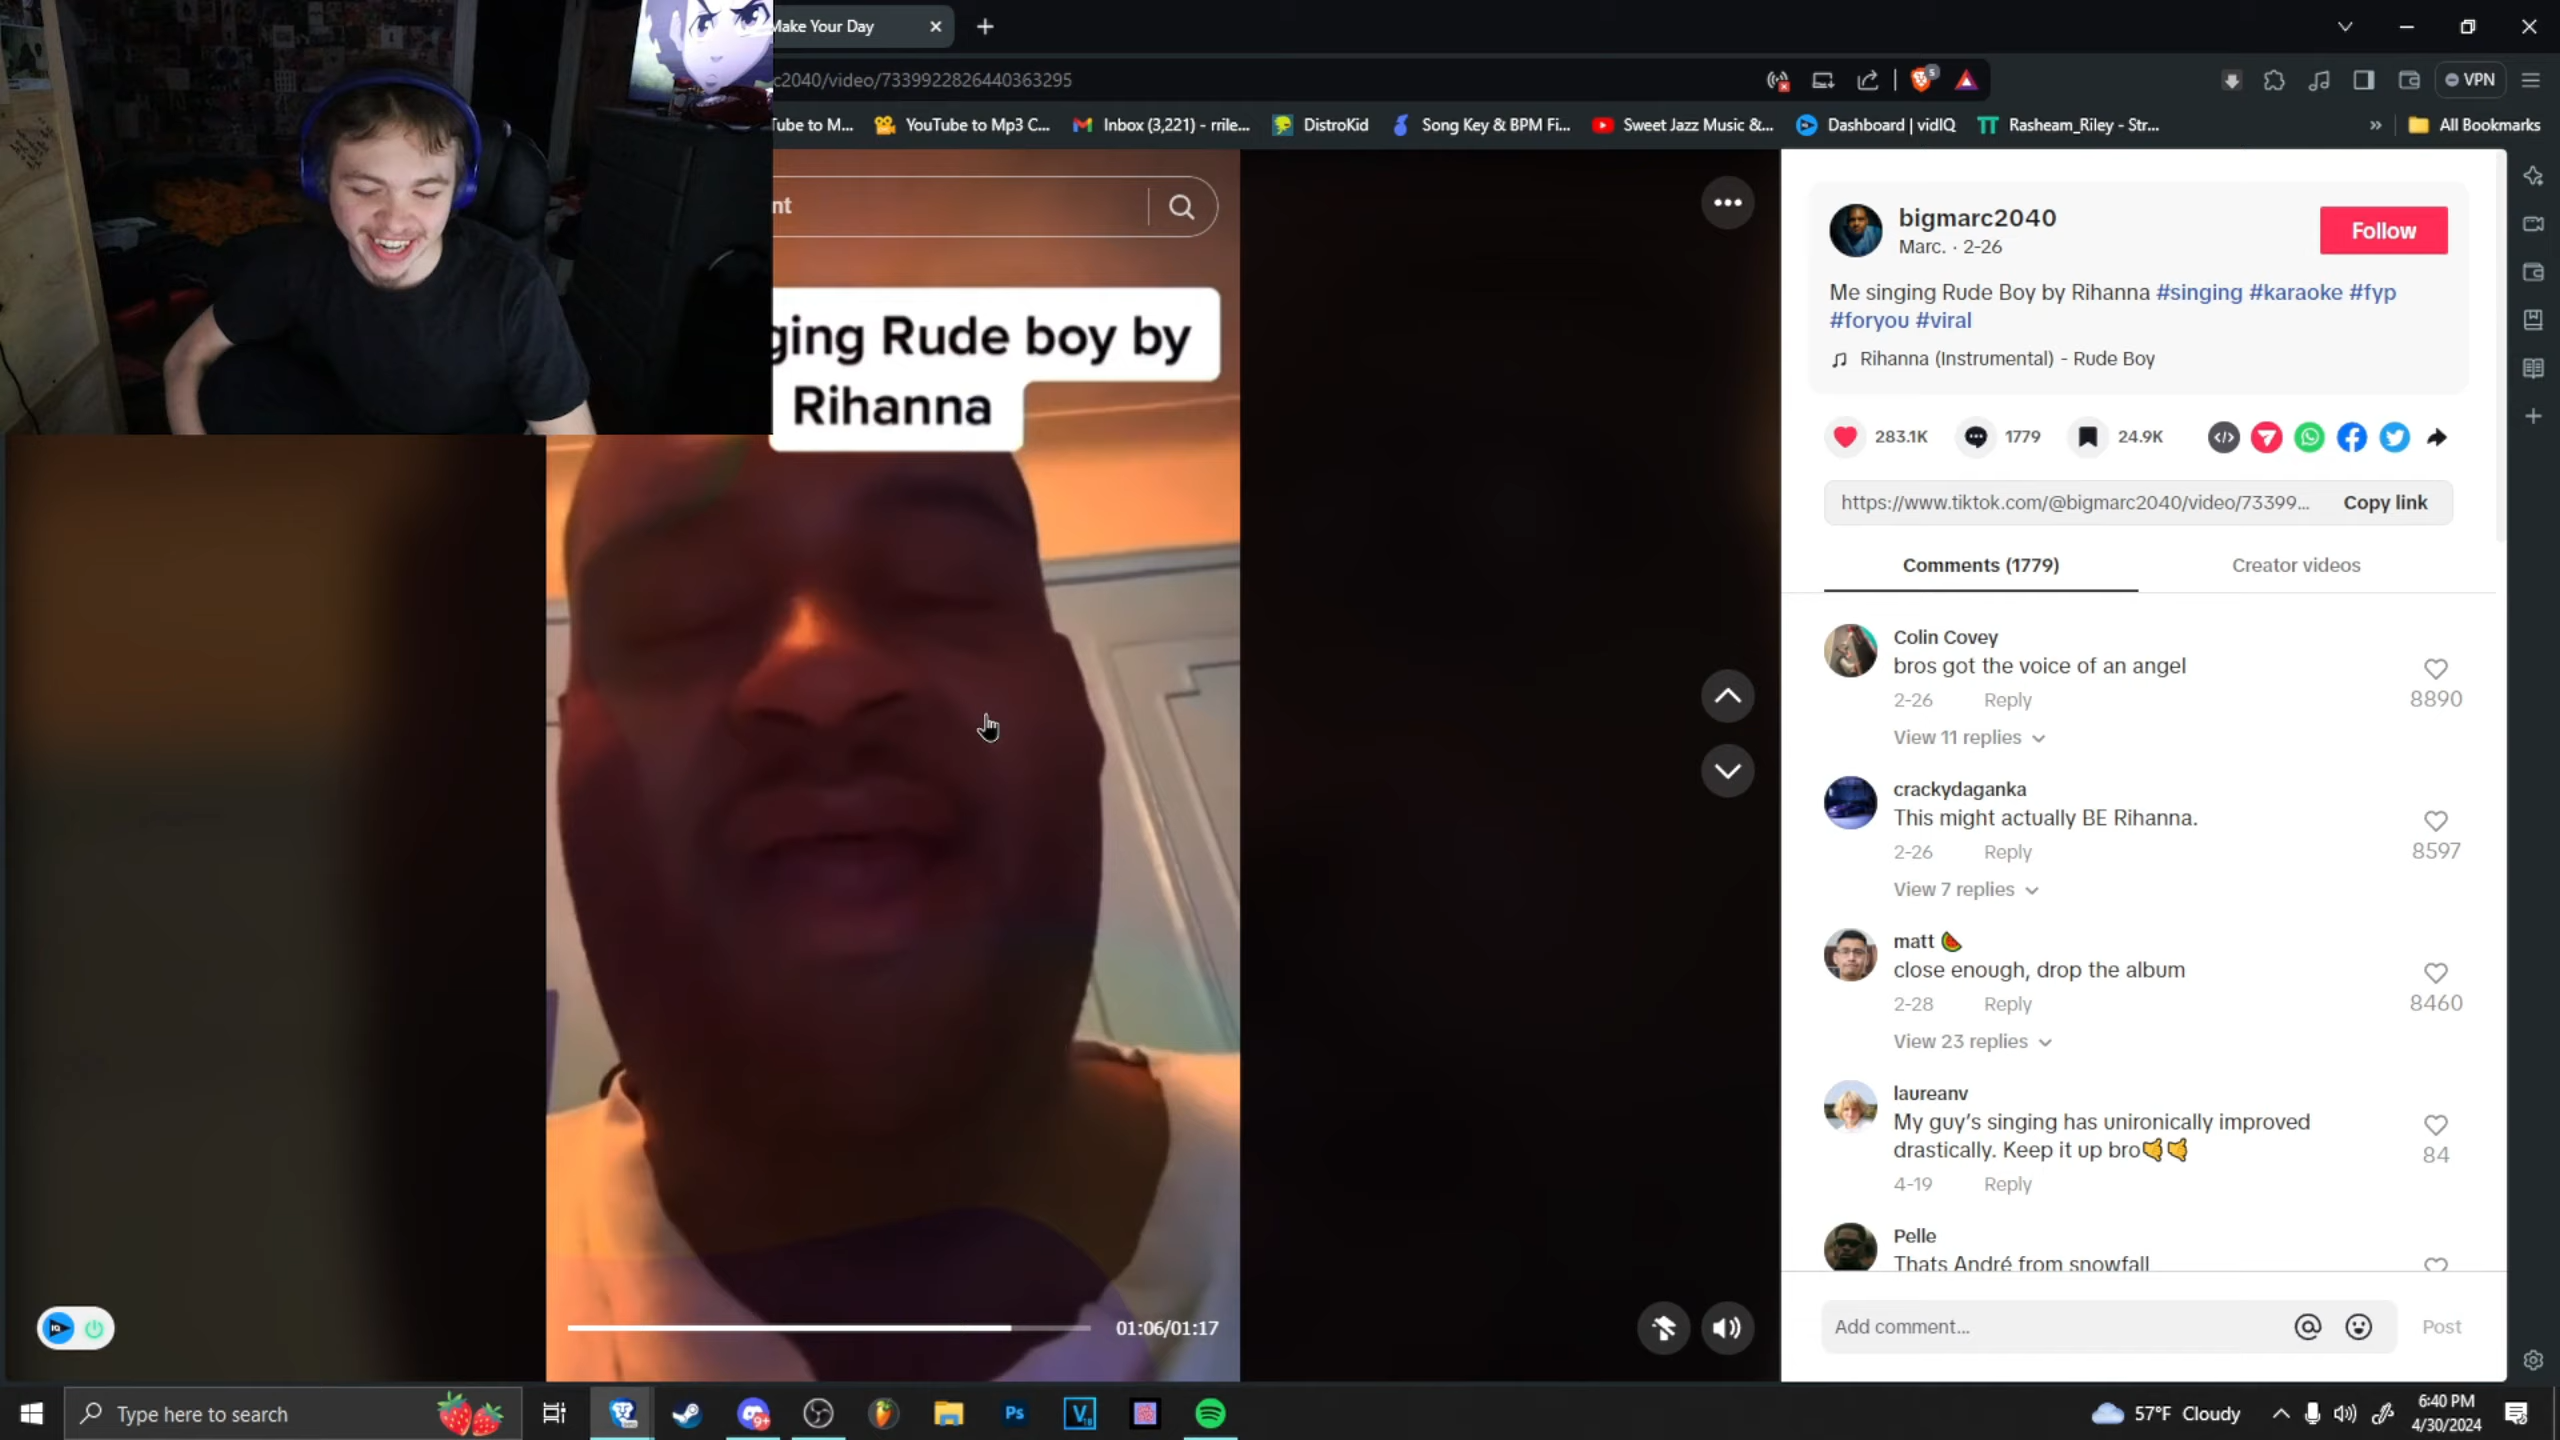 Make Your Day
c2040/video/7339922826440363295
VPN
Tube to M...
YouTube to Mp3 C...
Inbox (3,221) - rrile...
DistroKid
Song Key & BPM Fi...
Sweet Jazz Music &...
Dashboard | vidIQ
Rasheam_Riley - Str...
All Bookmarks
nt
ging Rude boy by
Rihanna
01:06/01:17
bigmarc2040
Marc. · 2-26
Follow
Me singing Rude Boy by Rihanna #singing #karaoke #fyp
#foryou #viral
Rihanna (Instrumental) - Rude Boy
283.1K
1779
24.9K
https://www.tiktok.com/@bigmarc2040/video/73399...
Copy link
Comments (1779)
Creator videos
Colin Covey
bros got the voice of an angel
2-26 Reply
8890
View 11 replies
crackydaganka
This might actually BE Rihanna.
2-26 Reply
8597
View 7 replies
matt 🍉
close enough, drop the album
2-28 Reply
8460
View 23 replies
laureanv
My guy’s singing has unironically improved
drastically. Keep it up bro🤙🤙
4-19 Reply
84
Pelle
Thats André from snowfall
Add comment...
Post
Type here to search
9+
Ps
57°F Cloudy
6:40 PM
4/30/2024